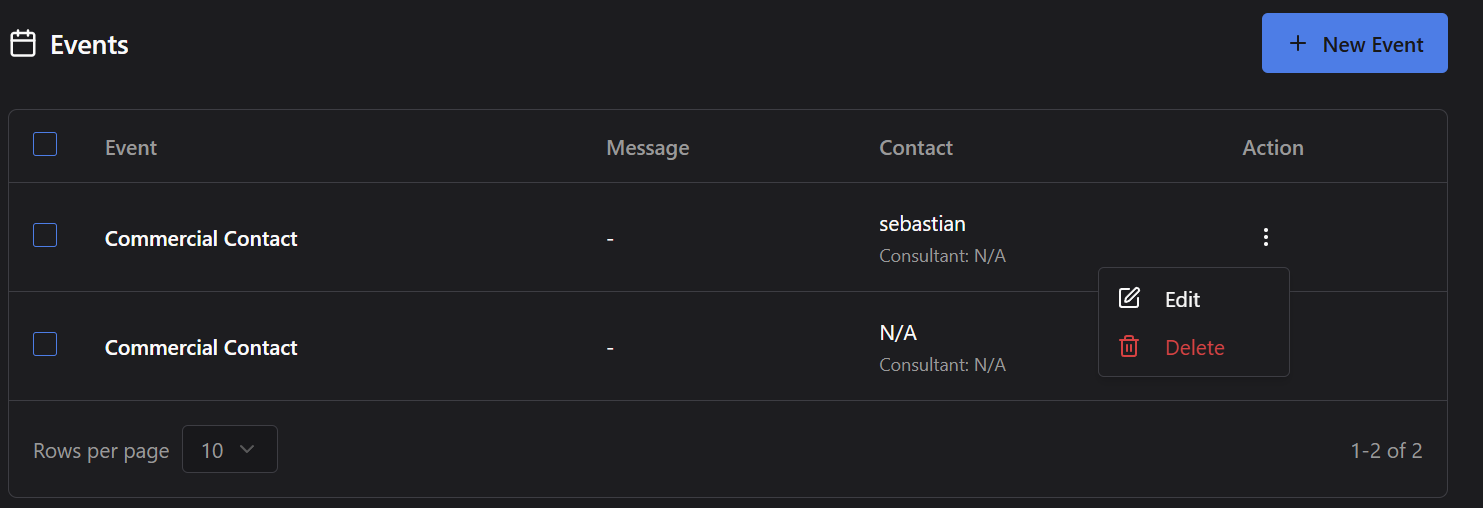 Events
New Event
Event Message Contact Action
Commercial Contact - sebastian
Consultant: N/A
Edit
Commercial Contact - N/A
Consultant: N/A
Delete
Rows per page 10 1-2 of 2